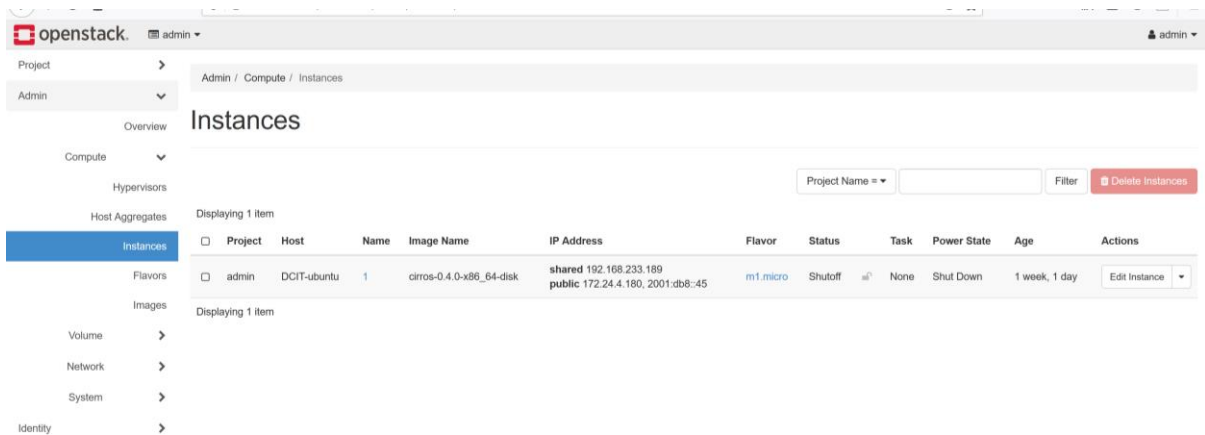 openstack. admin
admin
Project
Admin
Overview
Compute
Hypervisors
Host Aggregates
Instances
Flavors
Images
Volume
Network
System
Identity
Admin / Compute / Instances
Instances
Project Name =
Filter
Delete Instances
Displaying 1 item
Project Host Name Image Name IP Address Flavor Status Task Power State Age Actions
admin DCIT-ubuntu 1 cirros-0.4.0-x86_64-disk shared 192.168.233.189 m1.micro Shutoff None Shut Down 1 week, 1 day Edit Instance
public 172.24.4.180, 2001:db8::45
Displaying 1 item